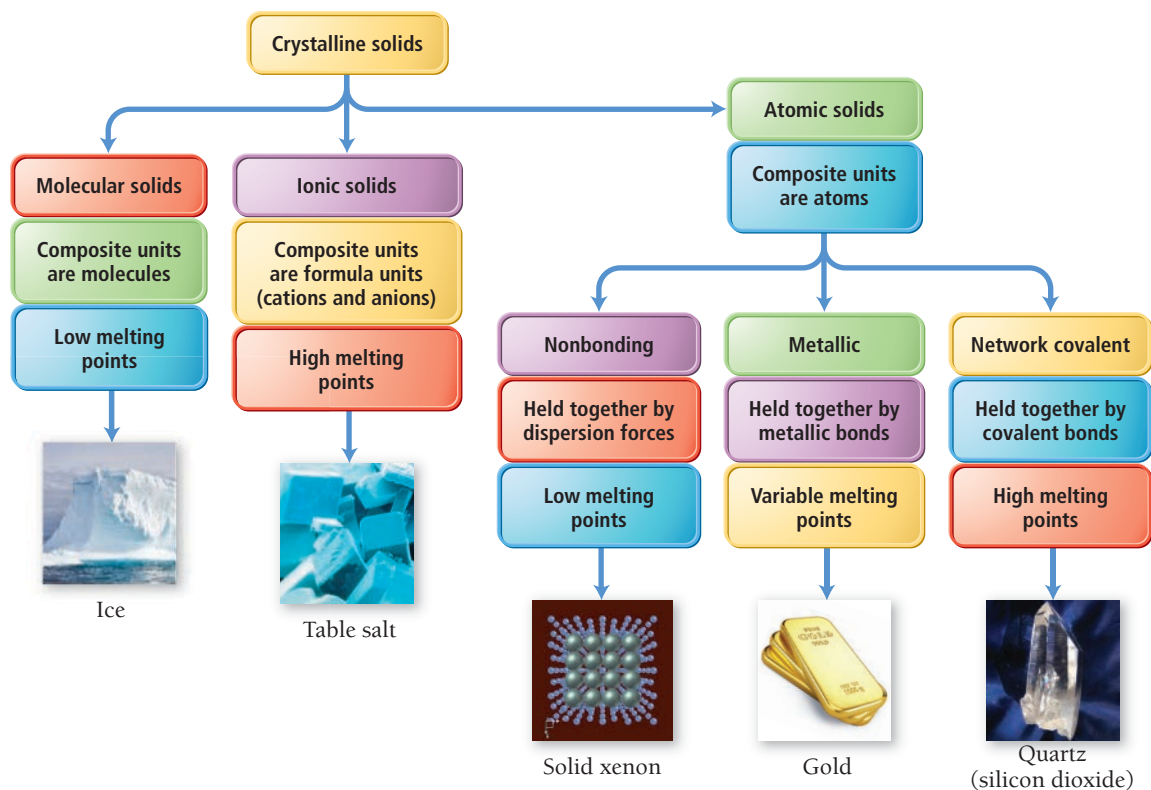 Crystalline solids
Atomic solids
Composite units
are atoms
Molecular solids
Composite units
are molecules
Low melting
points
Ice
Ionic solids
Composite units
are formula units
(cations and anions)
High melting
points
Table salt
Nonbonding
Held together by
dispersion forces
Low melting
points
Solid xenon
Metallic
Held together by
metallic bonds
Variable melting
points
Gold
Network covalent
Held together by
covalent bonds
High melting
points
Quartz
(silicon dioxide)